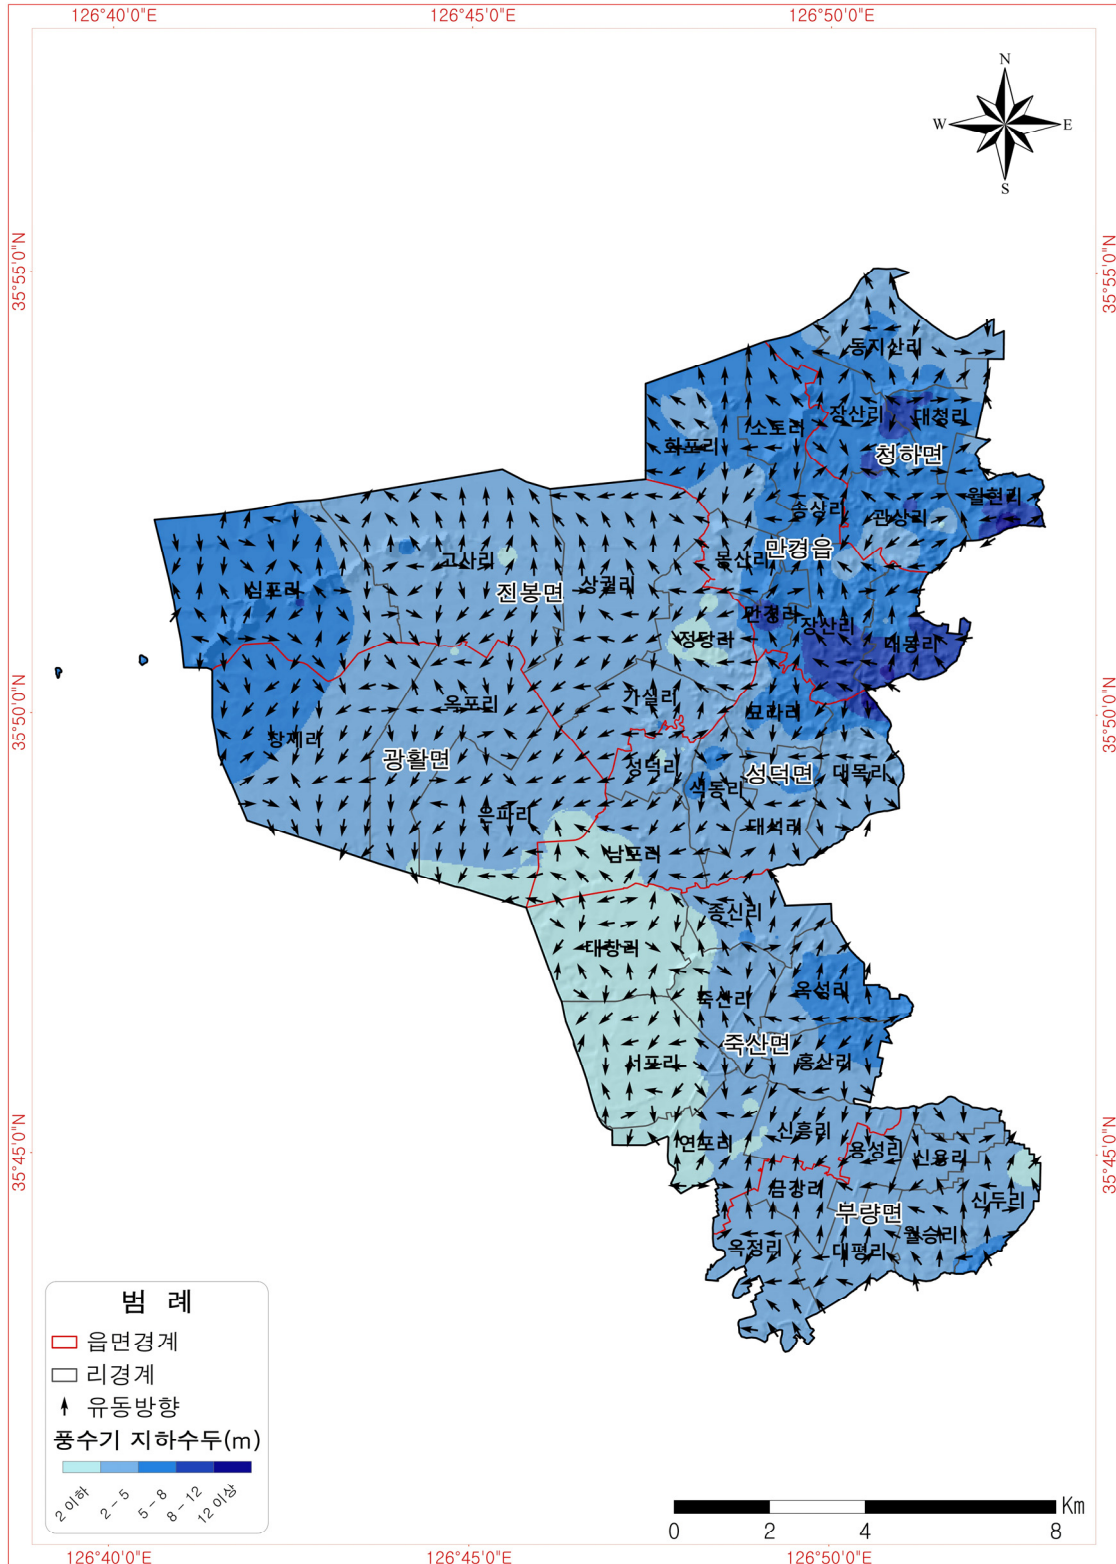 126°40'0"E 126°45'0"E 126°50'0"E
N
W E
S
35°55'0"N 35°55'0"N
동지산리
장산리 대청리
소토리
화포리 청하면
월현리
송상리 관상리
만경읍
몽산리
고사리
심포리 진봉면 상궐리
만경리
정당리 장산리 대동리
가실리
옥포리 묘라리
35°50'0"N 35°50'0"N
창제리
광활면
성덕리 성덕면 대목리
석동리
은파리 대석리
남포리
종신리
대창리
죽산리 옥성리
죽산면
서포리 홍산리
신흥리
연포리 용성리 신용리
35°45'0"N 35°45'0"N
금강리 신두리
부량면
월승리
옥정리 대평리
범 례
읍면경계
리경계
유동방향
풍수기 지하수두(m)
2 이하 2 – 5 5 – 8 8 – 12 12 이상
Km
0 2 4 8
126°40'0"E 126°45'0"E 126°50'0"E